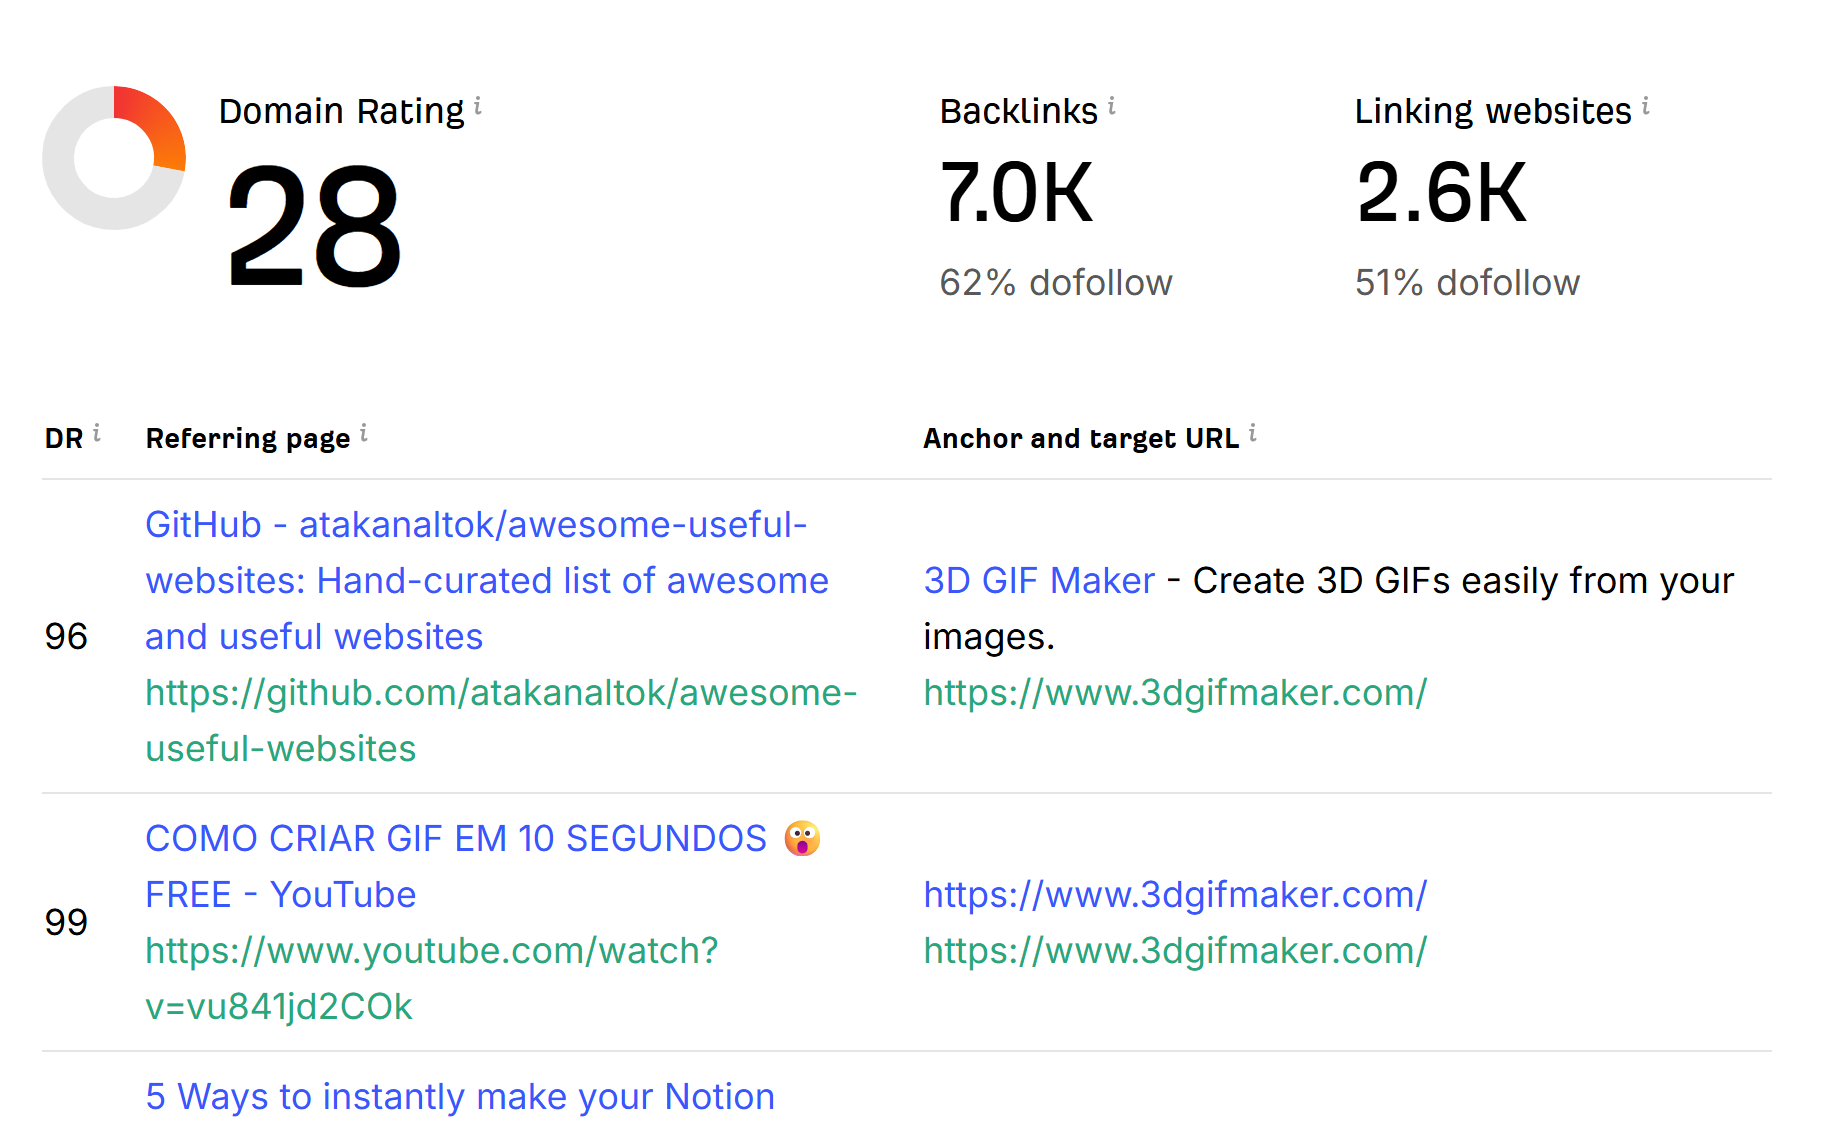 Domain Rating i
28
Backlinks i
7.0K
62% dofollow
Linking websites i
2.6K
51% dofollow
DR i Referring page i Anchor and target URL i
96
GitHub - atakanaltok/awesome-useful-
websites: Hand-curated list of awesome
and useful websites
https://github.com/atakanaltok/awesome-
useful-websites
3D GIF Maker - Create 3D GIFs easily from your
images.
https://www.3dgifmaker.com/
99
COMO CRIAR GIF EM 10 SEGUNDOS 😲
FREE - YouTube
https://www.youtube.com/watch?
v=vu841jd2COk
https://www.3dgifmaker.com/
https://www.3dgifmaker.com/
5 Ways to instantly make your Notion